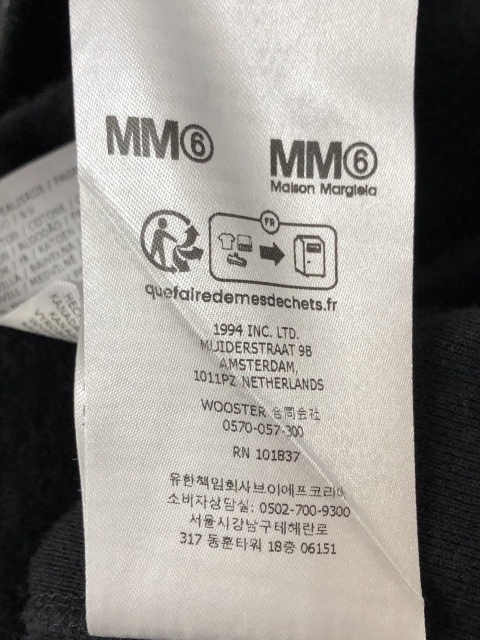 MM⑥
MM⑥
Maison Margiela
FR
quefairedemesdechets.fr
1994 INC. LTD.
MUIDERSTRAAT 9B
AMSTERDAM,
1011PZ NETHERLANDS
WOOSTER 合同会社
0570-057-300
RN 101837
유한책임회사브이에프코리아
소비자상담실: 0502-700-9300
서울시강남구테헤란로
317 동훈타워 18층 06151